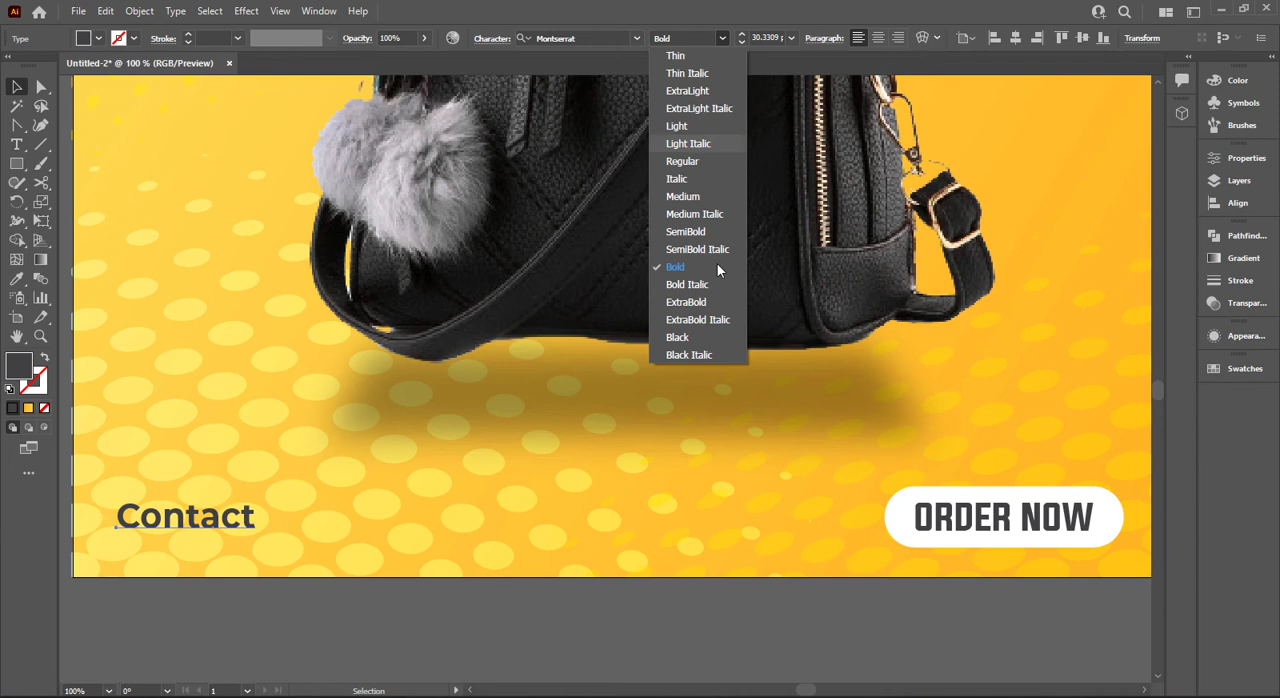 Ai File Edit Object Type Select Effect View Window Help
Type Stroke: Opacity: 100% Character: Montserrat Bold 30.3309 p Paragraph: Transform
Untitled-2* @ 100 % (RGB/Preview) ×
Thin
Thin Italic
ExtraLight
ExtraLight Italic
Light
Light Italic
Regular
Italic
Medium
Medium Italic
SemiBold
SemiBold Italic
Bold
Bold Italic
ExtraBold
ExtraBold Italic
Black
Black Italic
Color
Symbols
Brushes
Properties
Layers
Align
Pathfind...
Gradient
Stroke
Transpar...
Appeara...
Swatches
Contact
ORDER NOW
100% 0° 1 Selection